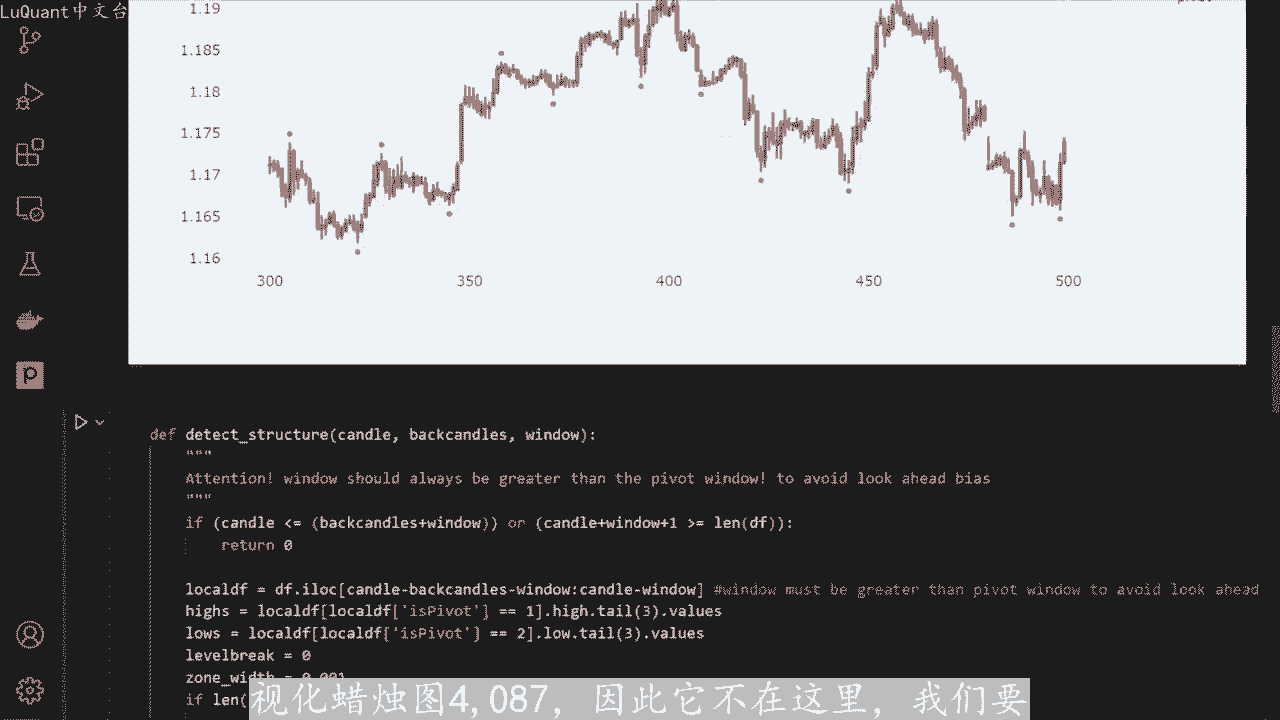 LuQuant中文台
1.19
1.185
1.18
1.175
1.17
1.165
1.16
300 350 400 450 500
def detect_structure(candle, backcandles, window):
"""
Attention! window should always be greater than the pivot window! to avoid look ahead bias
"""
if (candle <= (backcandles+window)) or (candle+window+1 >= len(df)):
return 0
localdf = df.iloc[candle-backcandles-window:candle-window] #window must be greater than pivot window to avoid look ahead
highs = localdf[localdf['isPivot'] == 1].high.tail(3).values
lows = localdf[localdf['isPivot'] == 2].low.tail(3).values
levelbreak = 0
zone_width = 0.001
if len(
视化蜡烛图4,087，因此它不在这里，我们要